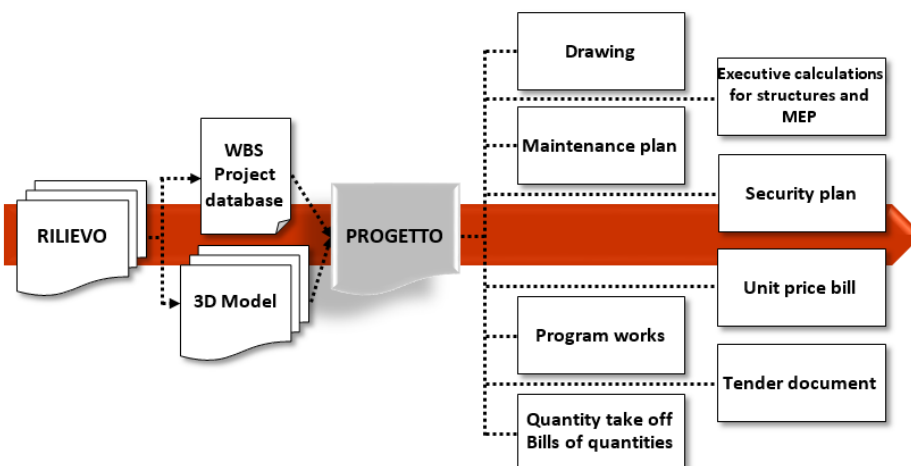 RILIEVO
WBS
Project
database
3D Model
PROGETTO
Drawing
Executive calculations
for structures and
MEP
Maintenance plan
Security plan
Unit price bill
Program works
Tender document
Quantity take off
Bills of quantities